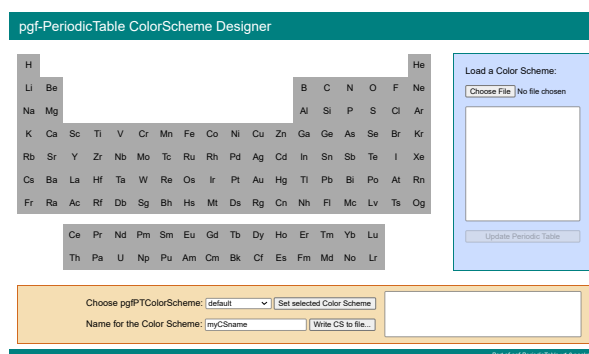 pgf-PeriodicTable ColorScheme Designer
H He
Li Be B C N O F Ne
Na Mg Al Si P S Cl Ar
K Ca Sc Ti V Cr Mn Fe Co Ni Cu Zn Ga Ge As Se Br Kr
Rb Sr Y Zr Nb Mo Tc Ru Rh Pd Ag Cd In Sn Sb Te I Xe
Cs Ba La Hf Ta W Re Os Ir Pt Au Hg Tl Pb Bi Po At Rn
Fr Ra Ac Rf Db Sg Bh Hs Mt Ds Rg Cn Nh Fl Mc Lv Ts Og
Ce Pr Nd Pm Sm Eu Gd Tb Dy Ho Er Tm Yb Lu
Th Pa U Np Pu Am Cm Bk Cf Es Fm Md No Lr
Load a Color Scheme:
Choose File No file chosen
Update Periodic Table
Choose pgfPTColorScheme: default Set selected Color Scheme
Name for the Color Scheme: myCSname Write CS to file...